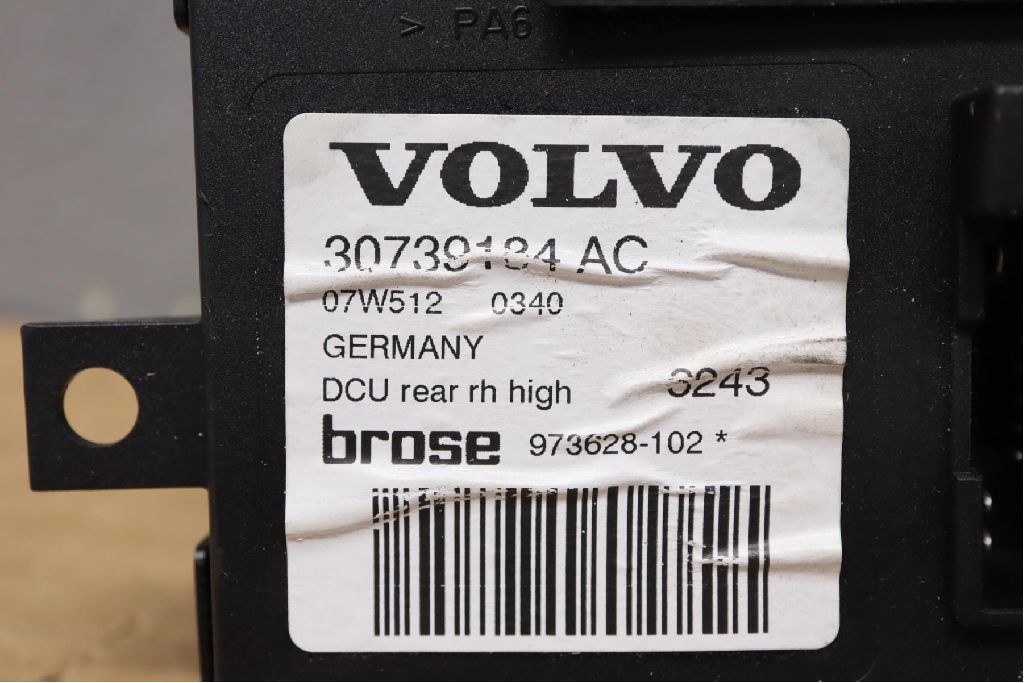 > PA6
VOLVO
30739184 AC
07W512 0340
GERMANY
DCU rear rh high 3243
brose 973628-102 *